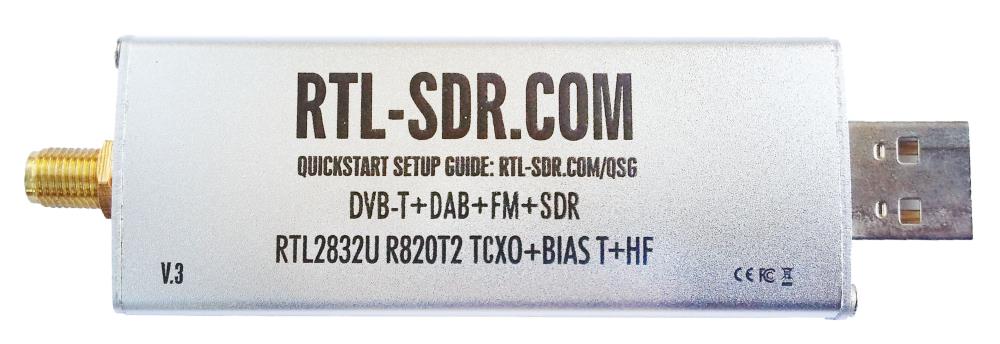 RTL-SDR.COM
QUICKSTART SETUP GUIDE: RTL-SDR.COM/QSG
DVB-T+DAB+FM+SDR
RTL2832U R820T2 TCXO+BIAS T+HF
V.3
CE FC